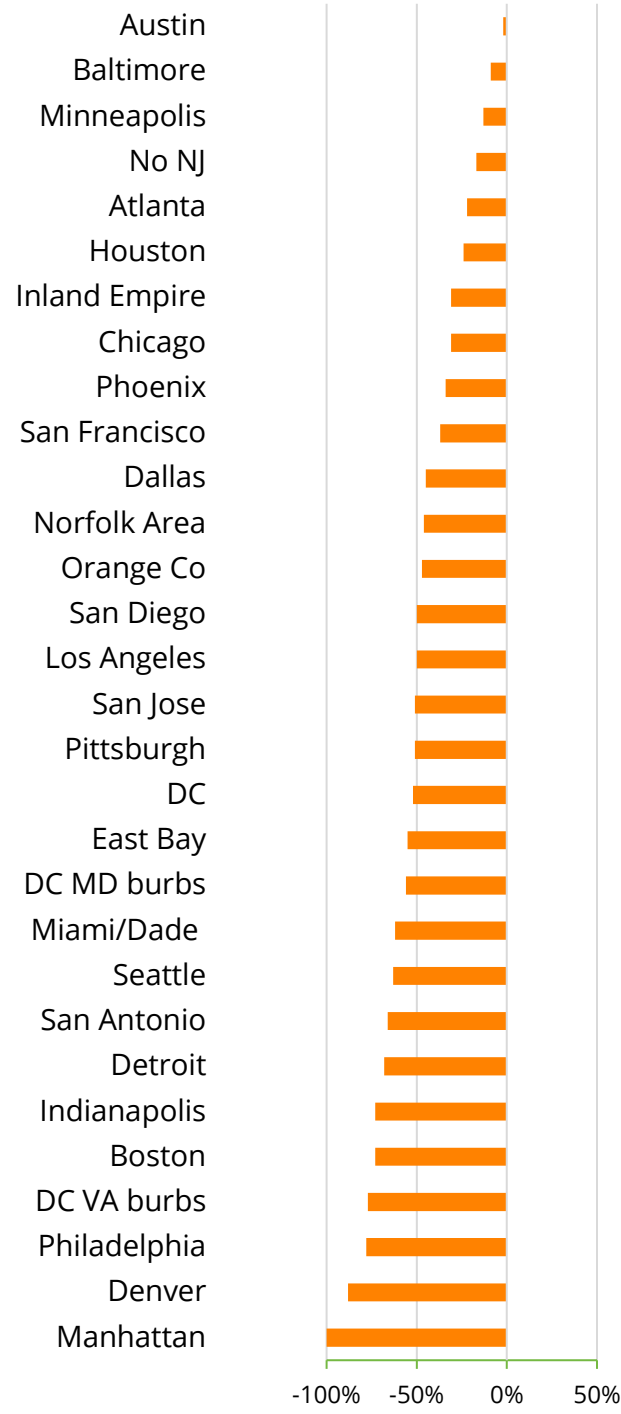 Austin
Baltimore
Minneapolis
No NJ
Atlanta
Houston
Inland Empire
Chicago
Phoenix
San Francisco
Dallas
Norfolk Area
Orange Co
San Diego
Los Angeles
San Jose
Pittsburgh
DC
East Bay
DC MD burbs
Miami/Dade
Seattle
San Antonio
Detroit
Indianapolis
Boston
DC VA burbs
Philadelphia
Denver
Manhattan
-100% -50% 0% 50%